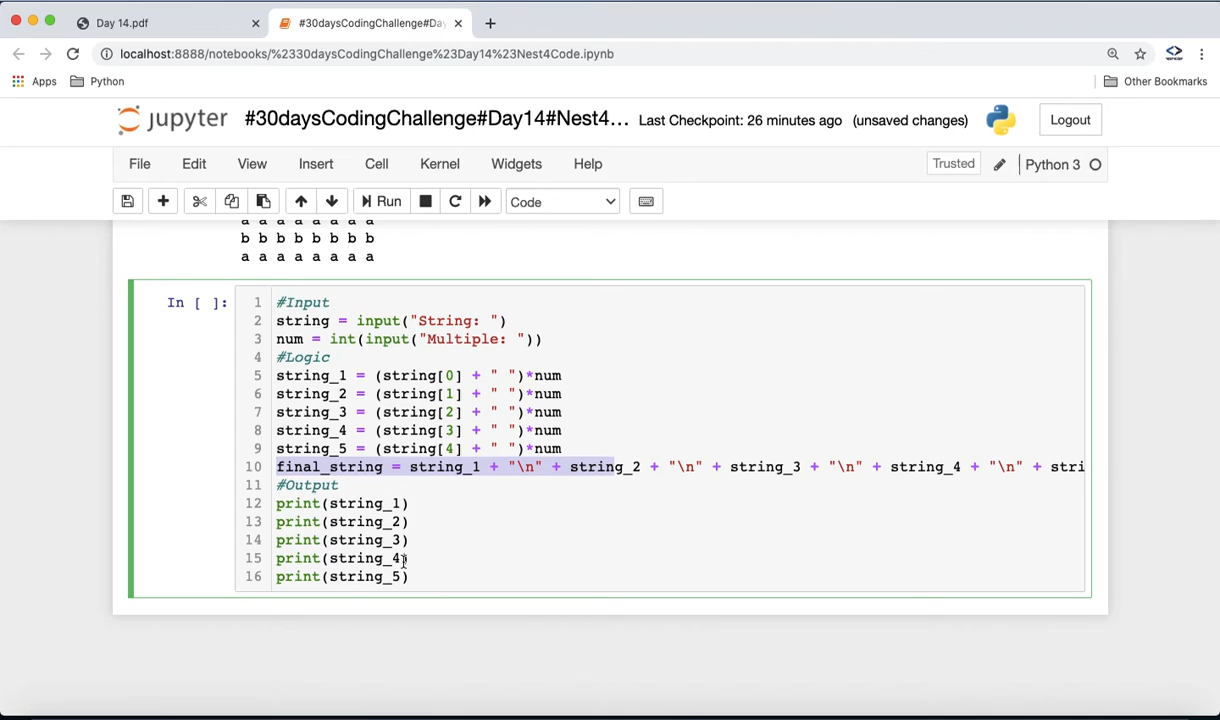 Day 14.pdf
#30daysCodingChallenge#Day
localhost:8888/notebooks/%2330daysCodingChallenge%23Day14%23Nest4Code.ipynb
Apps Python Other Bookmarks
jupyter #30daysCodingChallenge#Day14#Nest4... Last Checkpoint: 26 minutes ago (unsaved changes) Logout
File Edit View Insert Cell Kernel Widgets Help Trusted Python 3
Run Code
a a a a a a a a
b b b b b b b b
a a a a a a a a
In [ ]: 1 #Input
2 string = input("String: ")
3 num = int(input("Multiple: "))
4 #Logic
5 string_1 = (string[0] + " ")*num
6 string_2 = (string[1] + " ")*num
7 string_3 = (string[2] + " ")*num
8 string_4 = (string[3] + " ")*num
9 string_5 = (string[4] + " ")*num
10 final_string = string_1 + "\n" + string_2 + "\n" + string_3 + "\n" + string_4 + "\n" + stri
11 #Output
12 print(string_1)
13 print(string_2)
14 print(string_3)
15 print(string_4)
16 print(string_5)